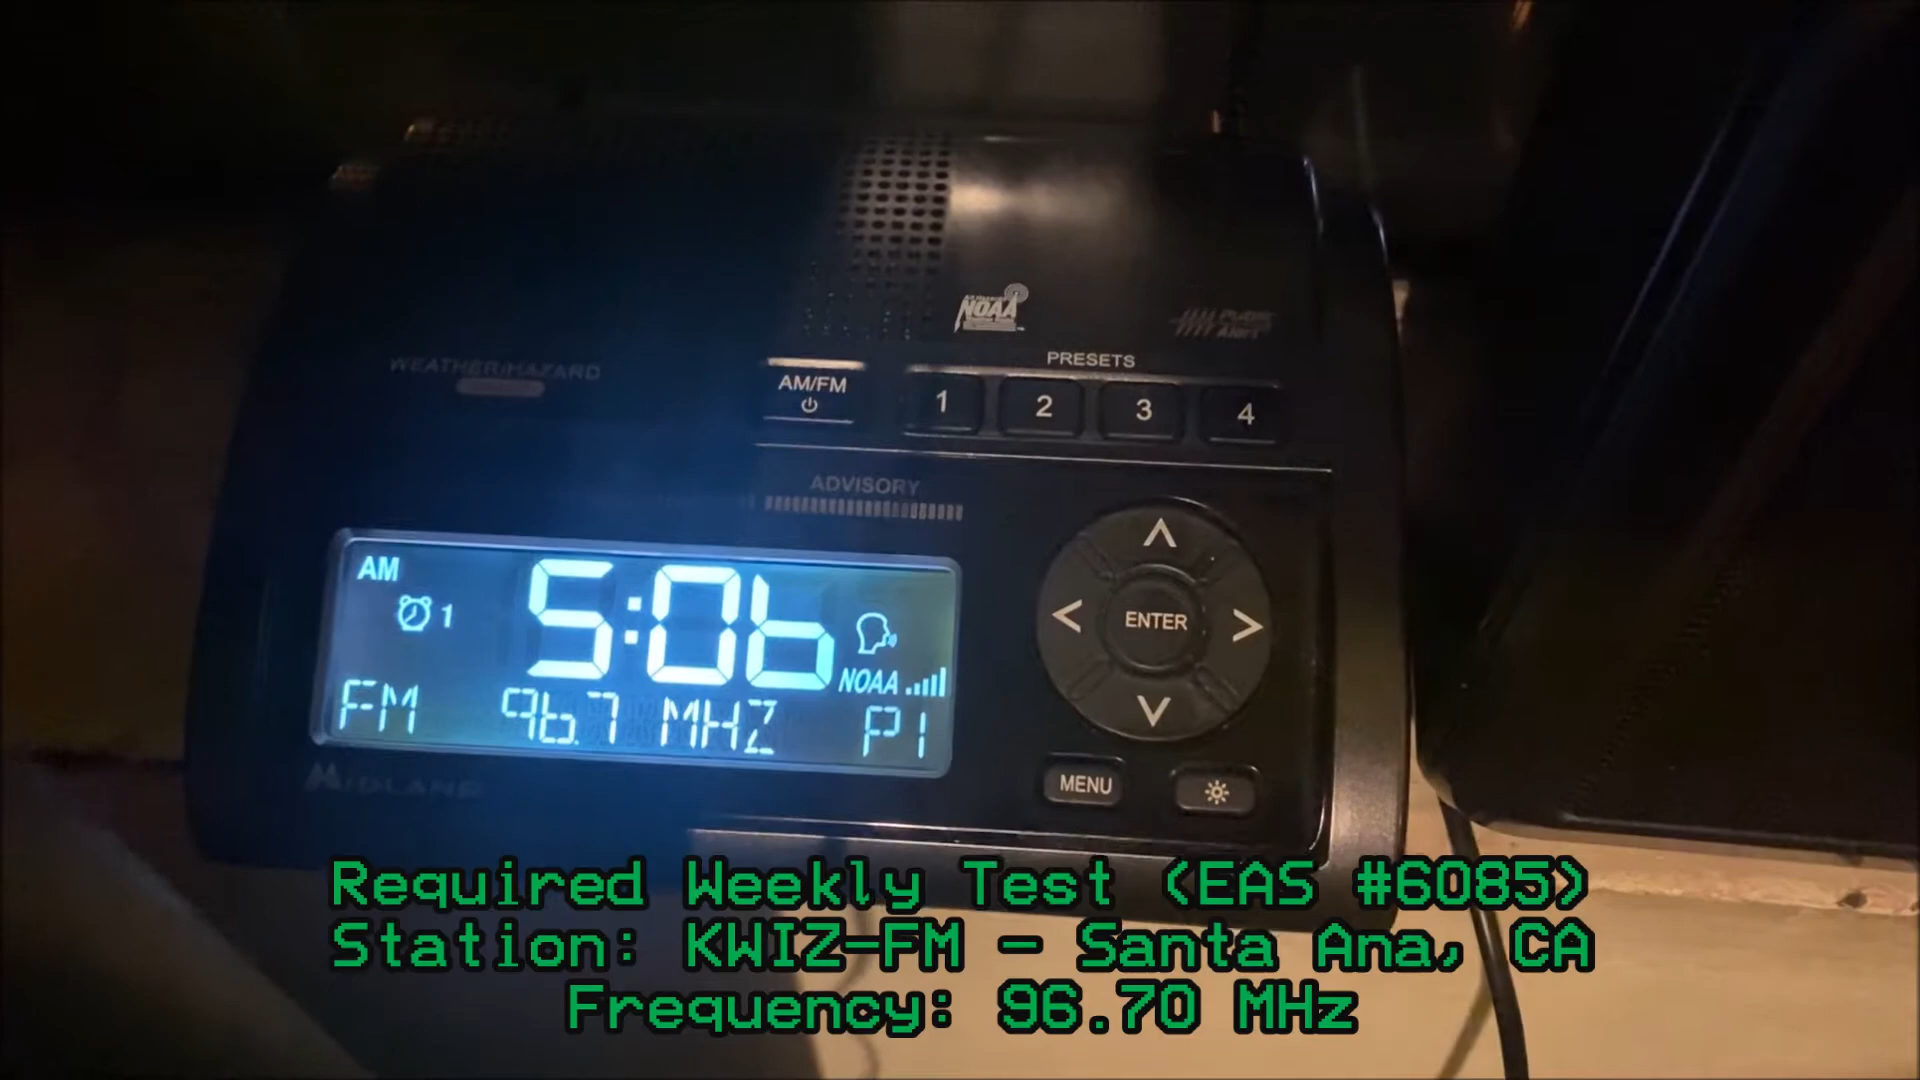 NOAA
PUBLIC
Alert
WEATHER/HAZARD
PRESETS
AM/FM
1
2
3
4
ADVISORY
AM
1
5:06
NOAA
FM 96.7 MHZ P1
ENTER
MENU
MIDLAND
Required Weekly Test (EAS #6085)
Station: KWIZ-FM - Santa Ana, CA
Frequency: 96.70 MHz